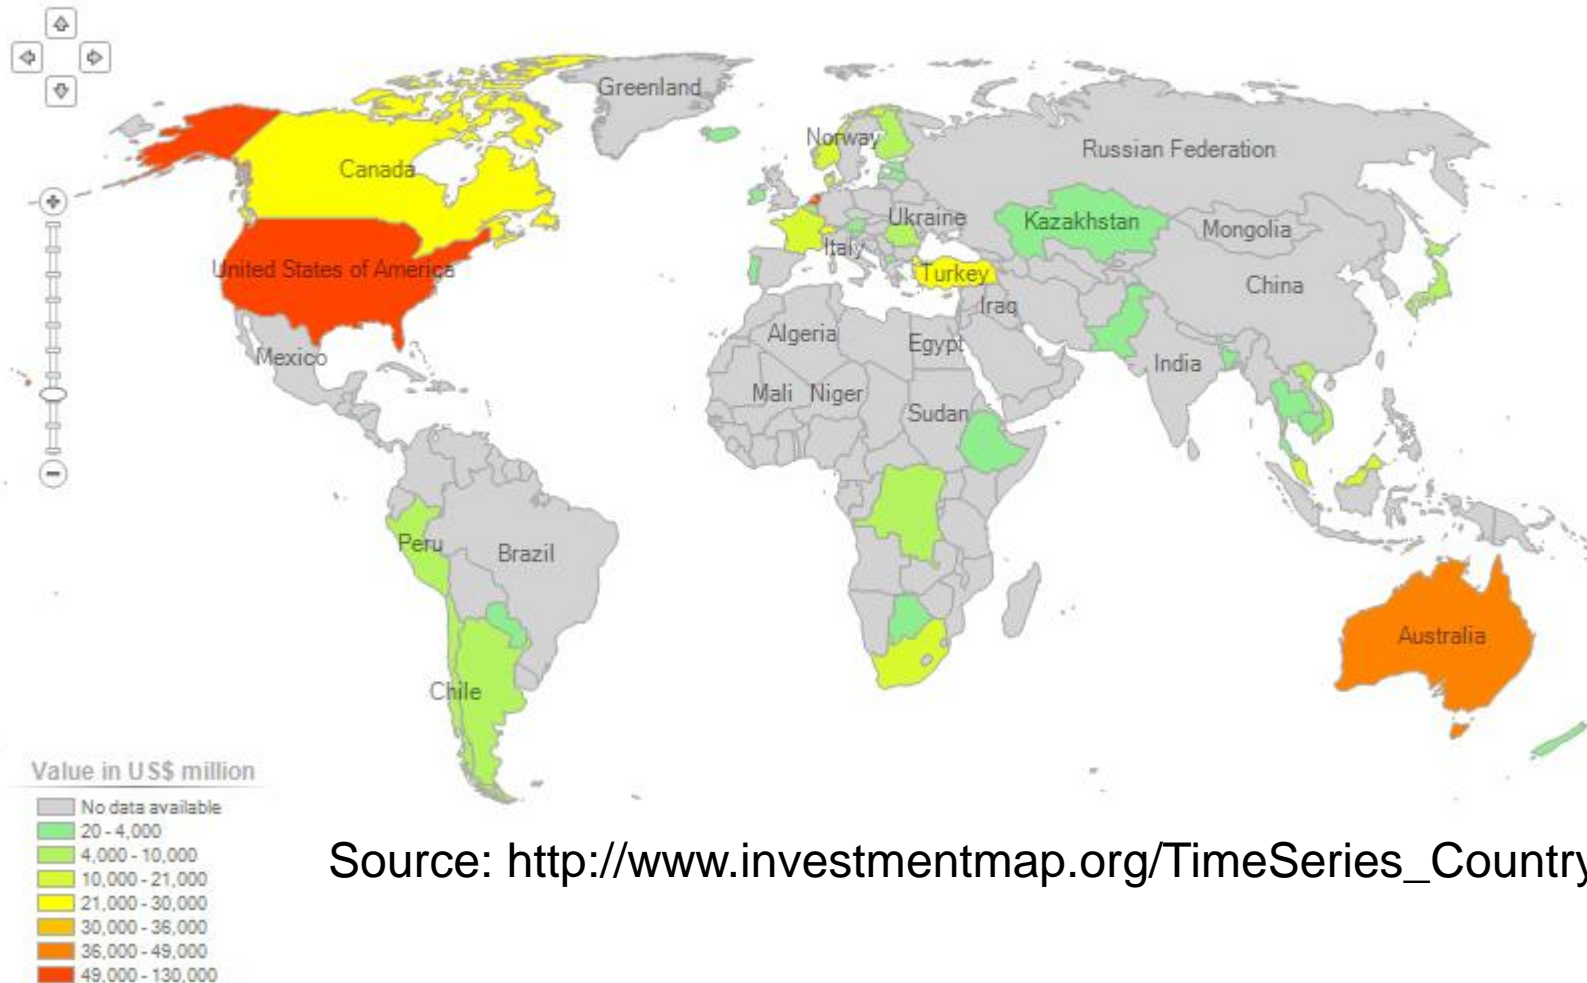 Greenland
Norway
Russian Federation
Canada
Ukraine
Kazakhstan
Mongolia
Italy
United States of America
Turkey
China
Iraq
Algeria
Egypt
Mexico
India
Mali
Niger
Sudan
Peru
Brazil
Australia
Chile
Value in US$ million
No data available
20 - 4,000
4,000 - 10,000
10,000 - 21,000
21,000 - 30,000
30,000 - 36,000
36,000 - 49,000
49,000 - 130,000
Source: http://www.investmentmap.org/TimeSeries_Country